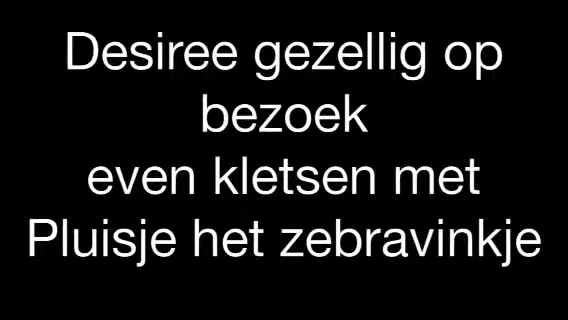 Desiree gezellig op
bezoek
even kletsen met
Pluisje het zebravinkje